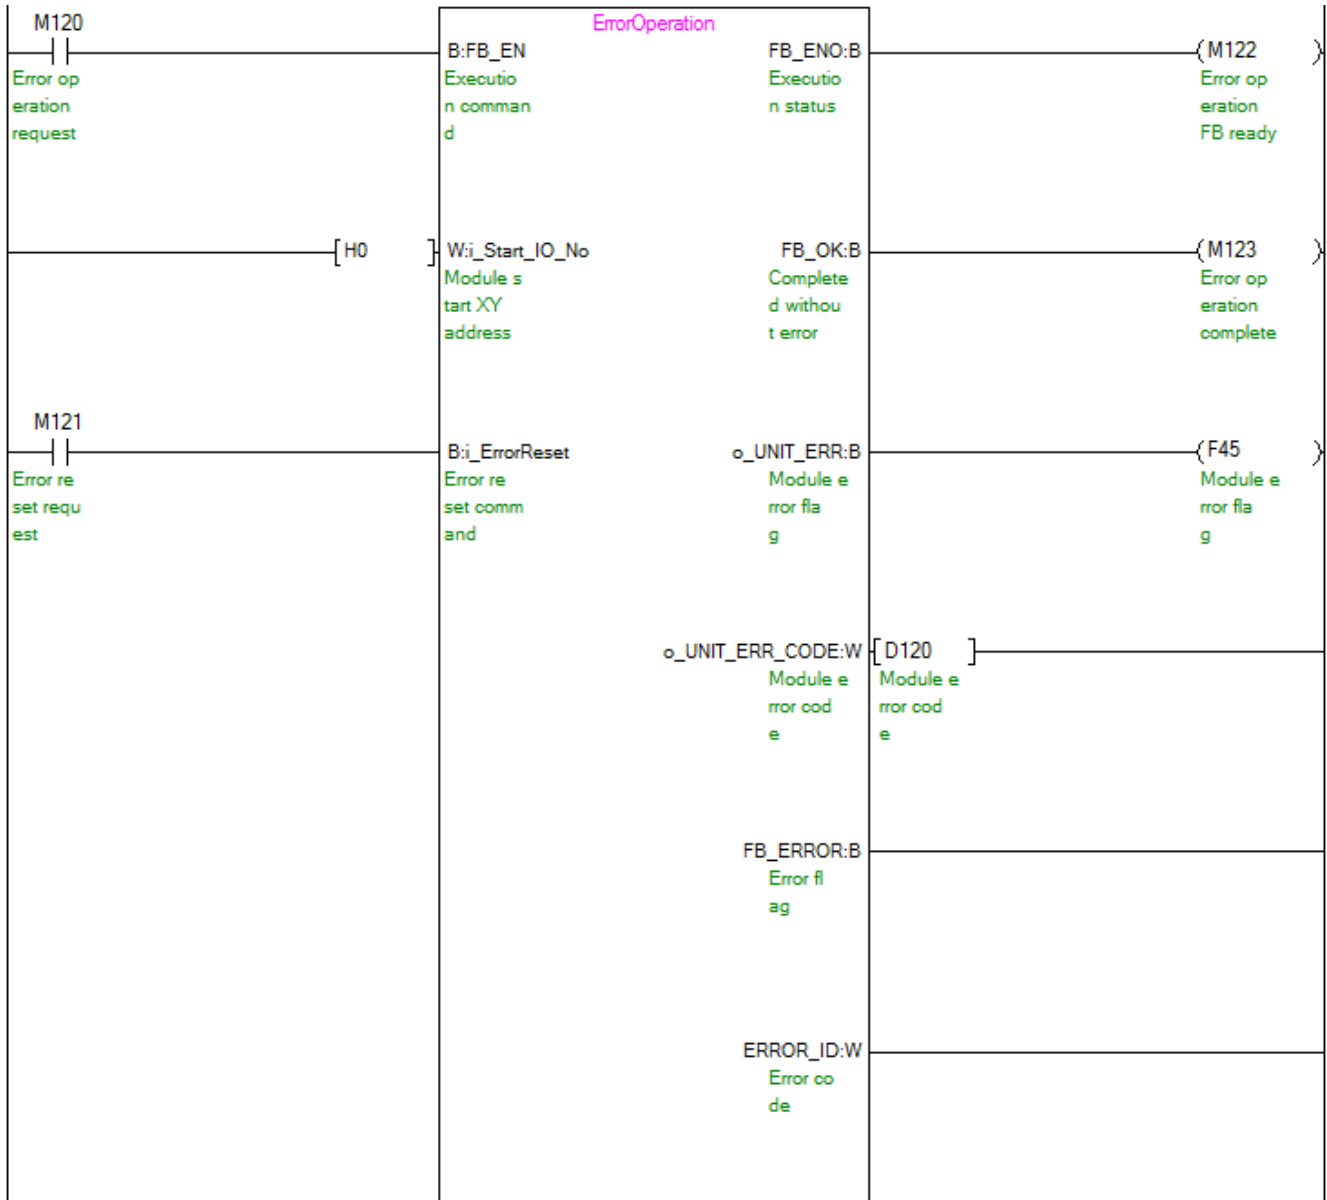 M120
ErrorOperation
B:FB_EN
FB_ENO:B
M122
Error op
eration
request
Executio
n comman
d
Executio
n status
Error op
eration
FB ready
H0
W:i_Start_IO_No
FB_OK:B
M123
Module s
tart XY
address
Complete
d withou
t error
Error op
eration
complete
M121
B:i_ErrorReset
o_UNIT_ERR:B
F45
Error re
set requ
est
Error re
set comm
and
Module e
rror fla
g
Module e
rror fla
g
o_UNIT_ERR_CODE:W
D120
Module e
rror cod
e
Module e
rror cod
e
FB_ERROR:B
Error fl
ag
ERROR_ID:W
Error co
de